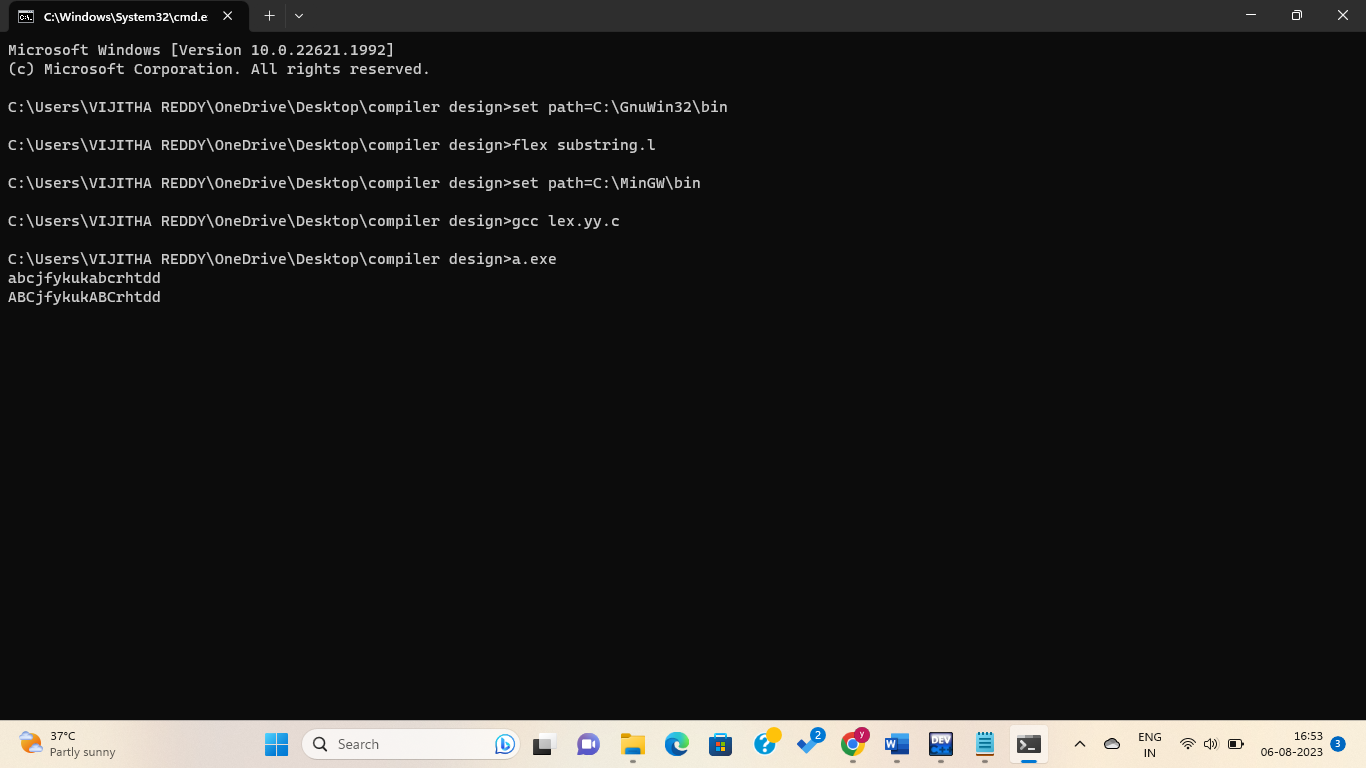 C:\Windows\System32\cmd.e
Microsoft Windows [Version 10.0.22621.1992]
(c) Microsoft Corporation. All rights reserved.
C:\Users\VIJITHA REDDY\OneDrive\Desktop\compiler design>set path=C:\GnuWin32\bin
C:\Users\VIJITHA REDDY\OneDrive\Desktop\compiler design>flex substring.l
C:\Users\VIJITHA REDDY\OneDrive\Desktop\compiler design>set path=C:\MinGW\bin
C:\Users\VIJITHA REDDY\OneDrive\Desktop\compiler design>gcc lex.yy.c
C:\Users\VIJITHA REDDY\OneDrive\Desktop\compiler design>a.exe
abcjfykukabcrhtdd
ABCjfykukABCrhtdd
37°C
Partly sunny
Search
2
y
W
DEV
C++
ENG
IN
16:53
06-08-2023
3